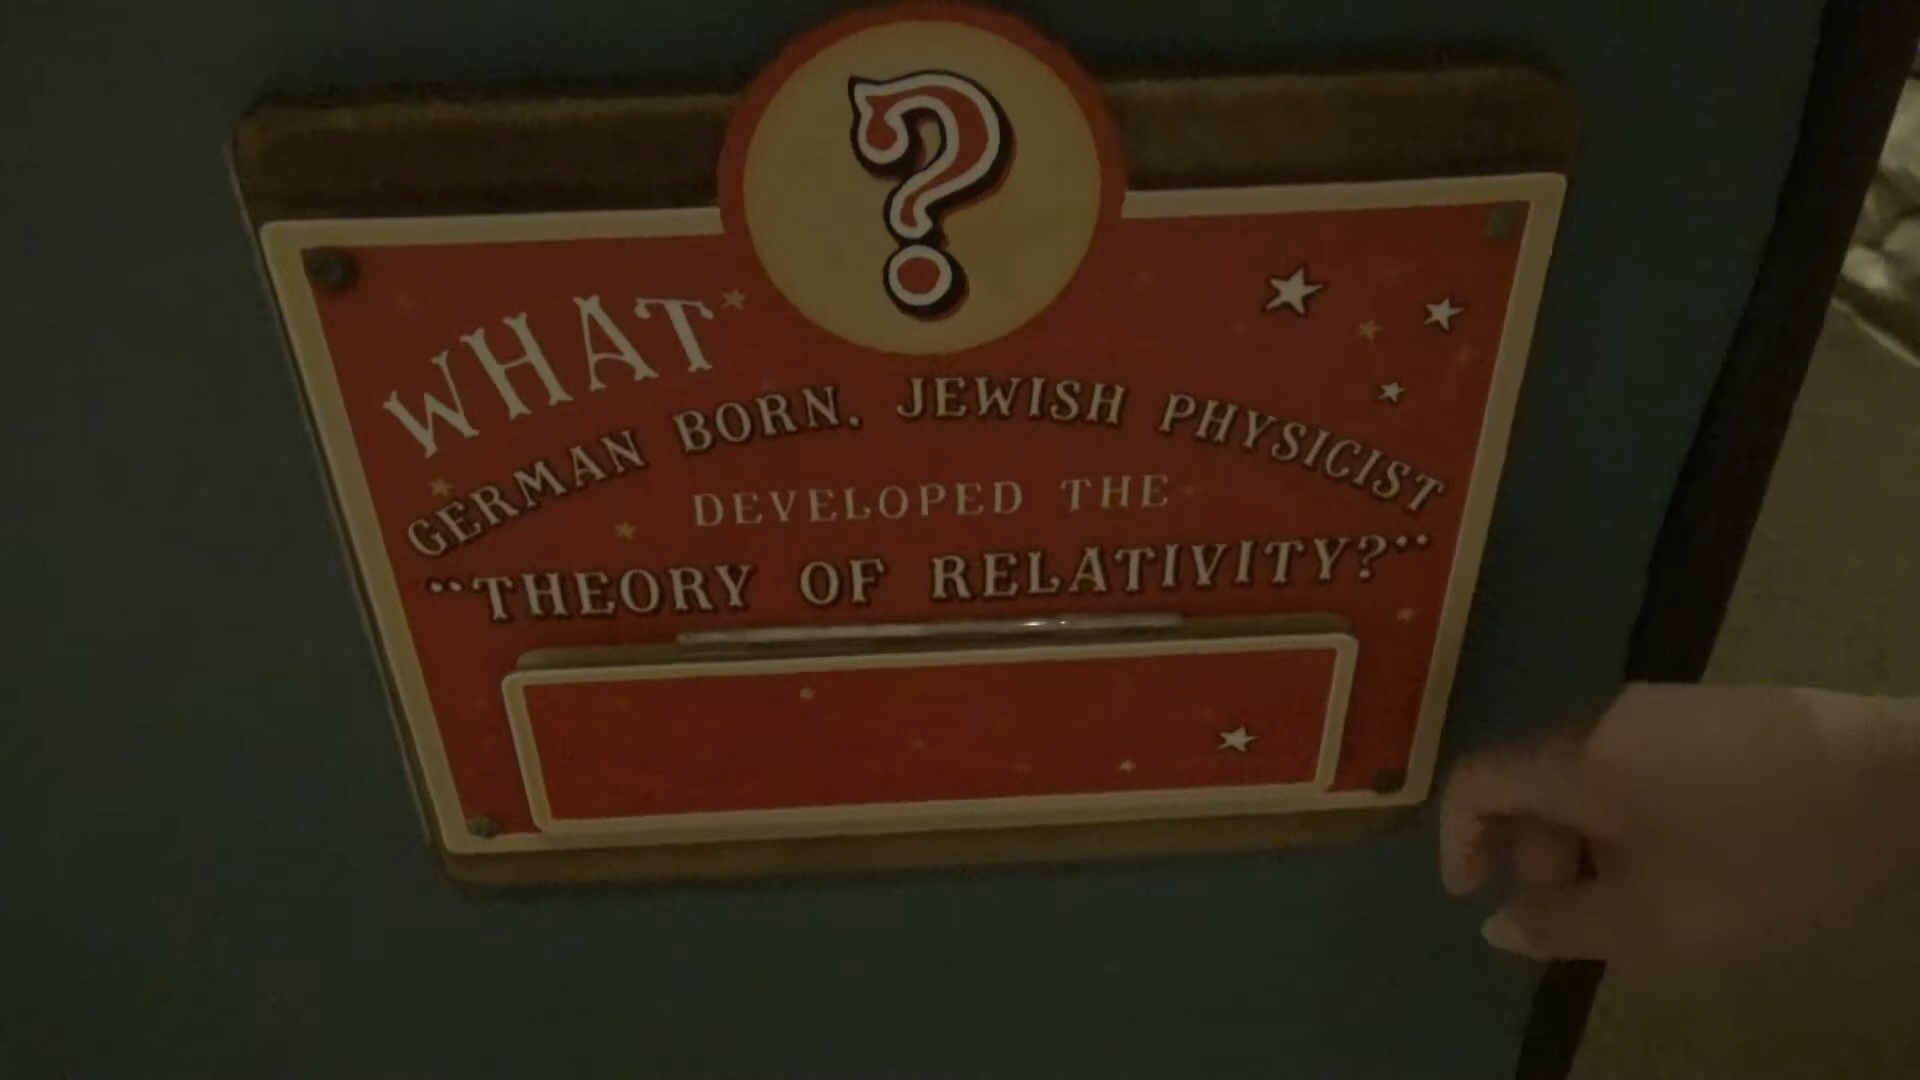 ?
WHAT
GERMAN BORN. JEWISH PHYSICIST
DEVELOPED THE
"THEORY OF RELATIVITY?"